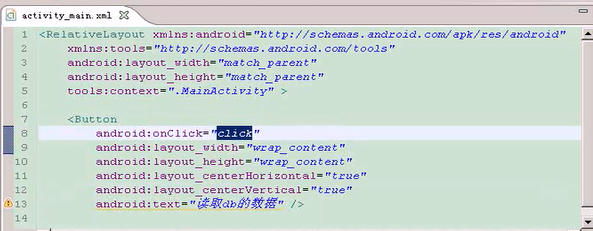 activity_main.xml
1 <RelativeLayout xmlns:android="http://schemas.android.com/apk/res/android"
2 xmlns:tools="http://schemas.android.com/tools"
3 android:layout_width="match_parent"
4 android:layout_height="match_parent"
5 tools:context=".MainActivity" >
6
7 <Button
8 android:onClick="click"
9 android:layout_width="wrap_content"
10 android:layout_height="wrap_content"
11 android:layout_centerHorizontal="true"
12 android:layout_centerVertical="true"
13 android:text="读取db的数据" />
14